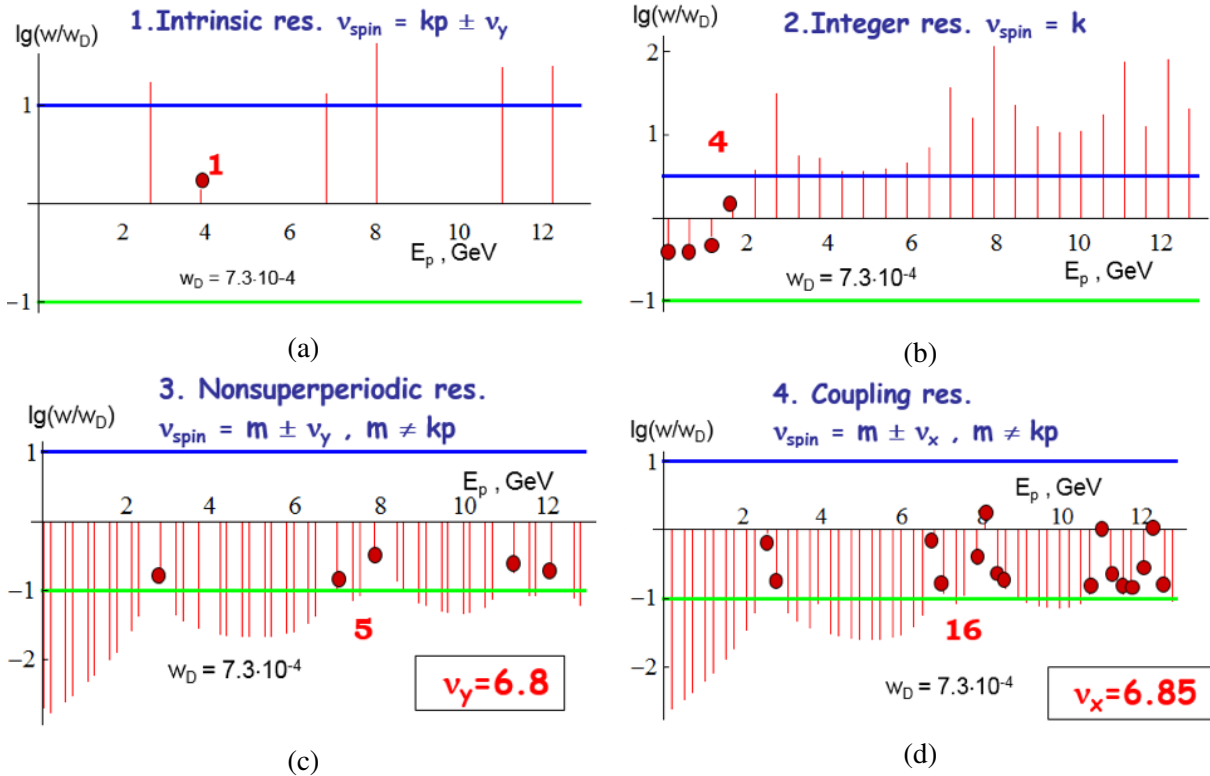 1.Intrinsic res. νspin = kp ± νy
lg(w/wD)
1
1
2 4 6 8 10 12
Ep , GeV
wD = 7.3·10-4
−1
(a)
2.Integer res. νspin = k
lg(w/wD)
2
1
4
2 4 6 8 10 12
Ep , GeV
wD = 7.3·10⁻⁴
−1
(b)
3. Nonsuperperiodic res.
νspin = m ± νy , m ≠ kp
lg(w/wD)
1
Ep , GeV
2 4 6 8 10 12
−1
5
−2
wD = 7.3·10⁻⁴
νy=6.8
(c)
4. Coupling res.
νspin = m ± νx , m ≠ kp
lg(w/wD)
1
Ep , GeV
2 4 6 8 10 12
−1
16
−2
wD = 7.3·10⁻⁴
νx=6.85
(d)